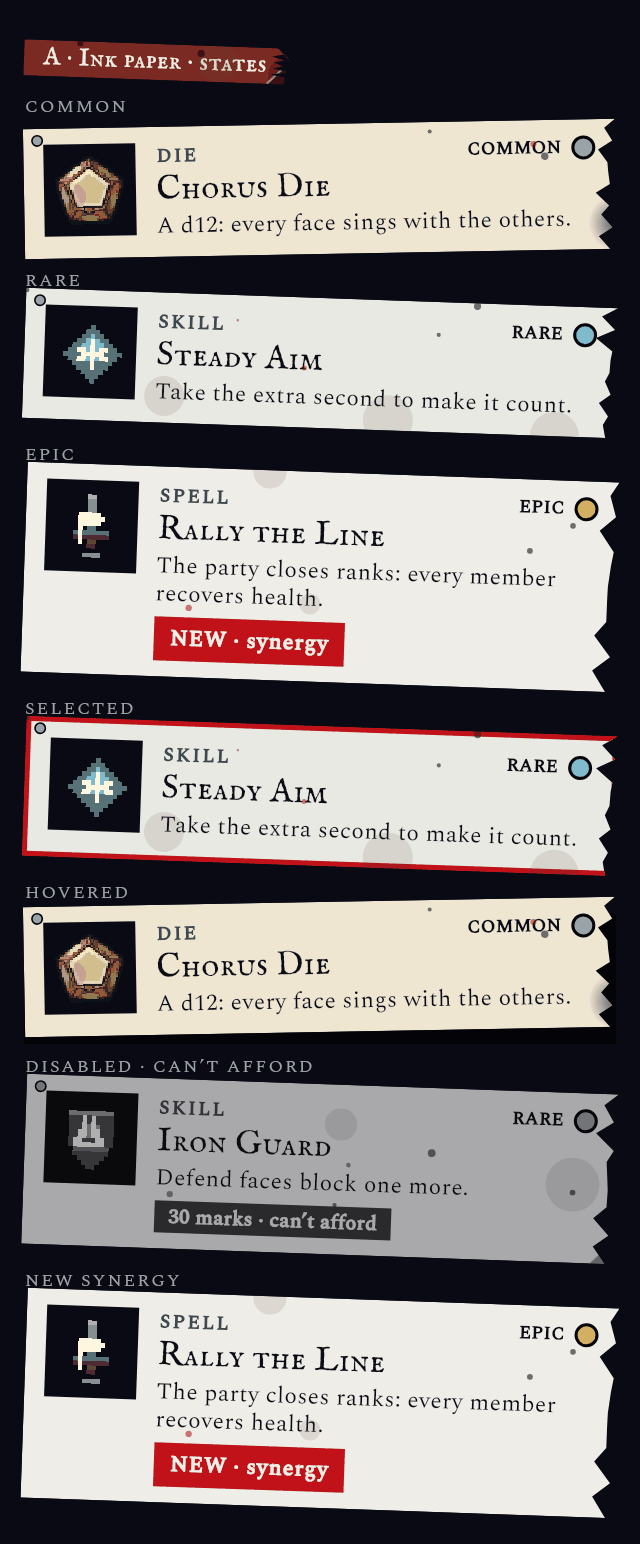 A · Ink paper · states
COMMON
DIE
COMMON
Chorus Die
A d12: every face sings with the others.
RARE
SKILL
RARE
Steady Aim
Take the extra second to make it count.
EPIC
SPELL
EPIC
Rally the Line
The party closes ranks: every member
recovers health.
NEW · synergy
SELECTED
SKILL
RARE
Steady Aim
Take the extra second to make it count.
HOVERED
DIE
COMMON
Chorus Die
A d12: every face sings with the others.
DISABLED · CAN'T AFFORD
SKILL
RARE
Iron Guard
Defend faces block one more.
30 marks · can't afford
NEW SYNERGY
SPELL
EPIC
Rally the Line
The party closes ranks: every member
recovers health.
NEW · synergy